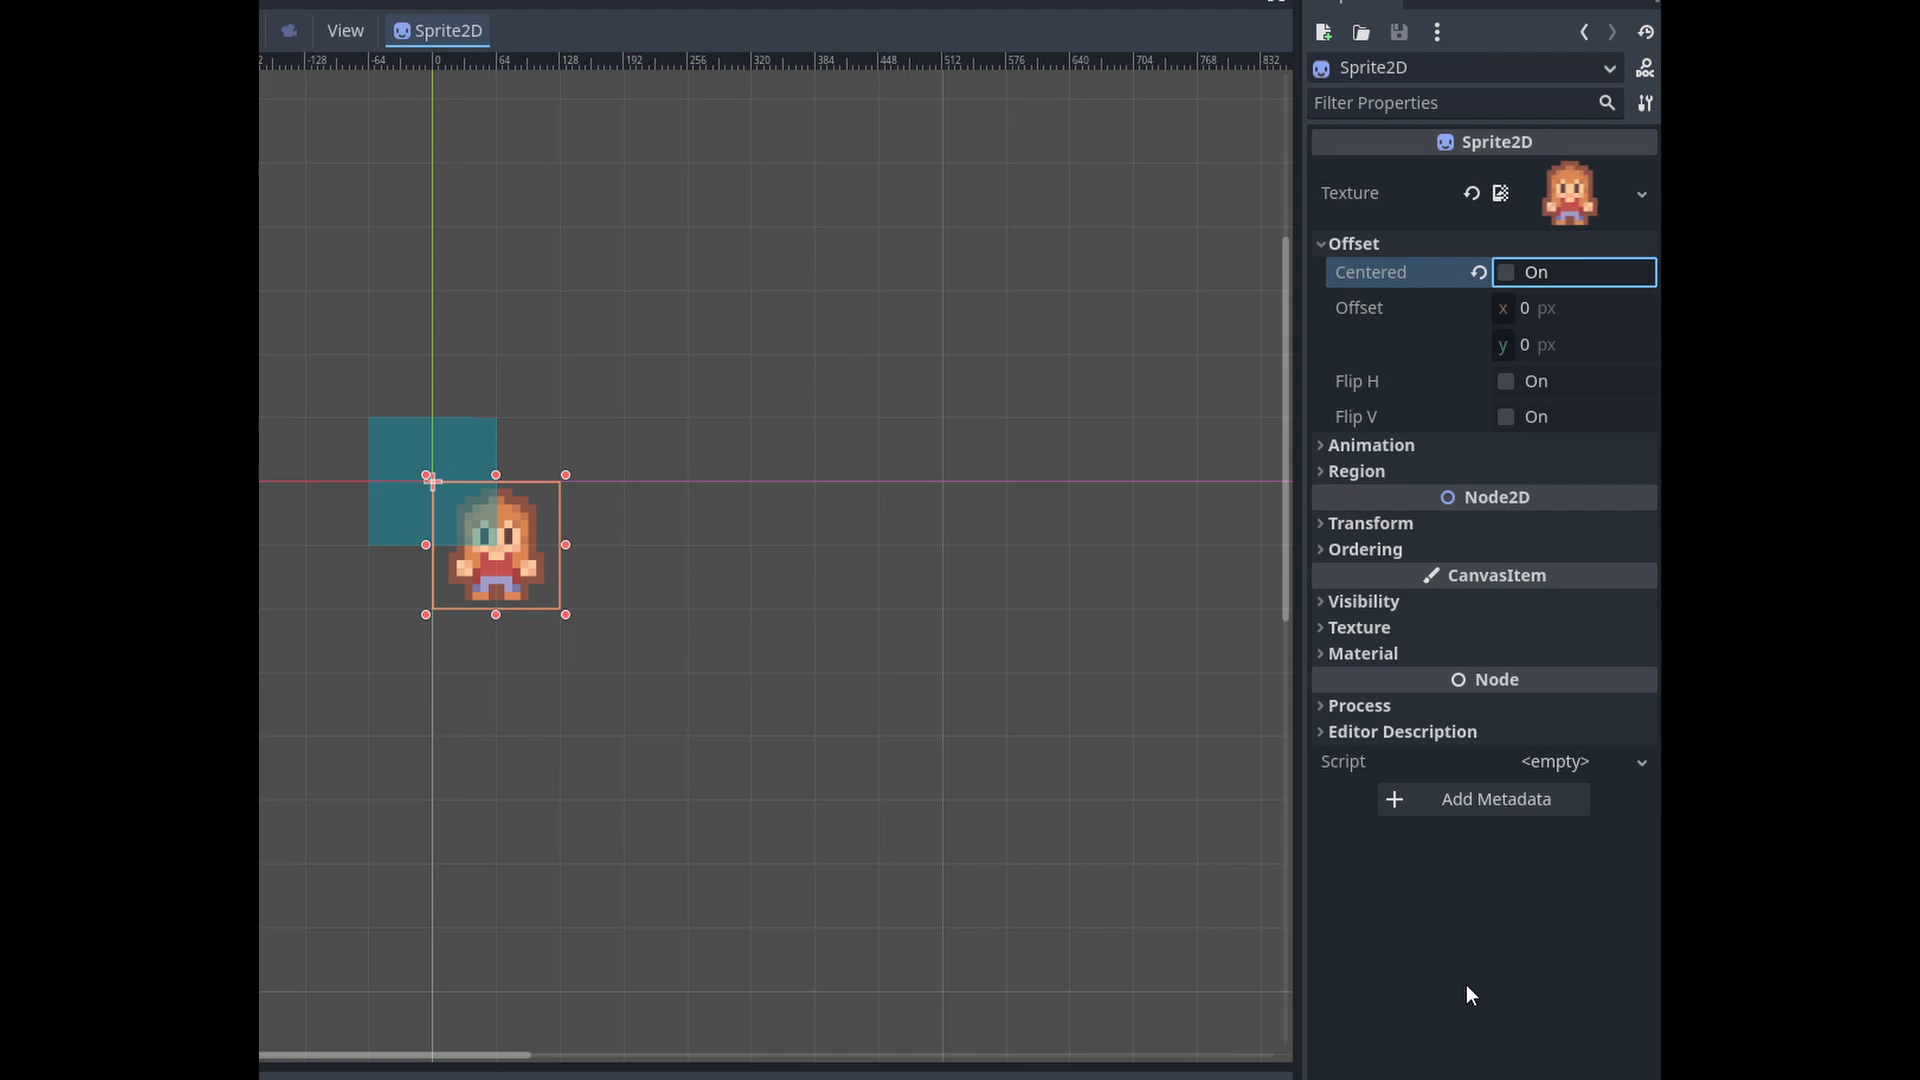 View Sprite2D
2 -128 -64 0 64 128 192 256 320 384 448 512 576 640 704 768 832
Sprite2D
DOC
Filter Properties
Sprite2D
Texture
Offset
Centered On
Offset x 0 px
y 0 px
Flip H On
Flip V On
Animation
Region
Node2D
Transform
Ordering
CanvasItem
Visibility
Texture
Material
Node
Process
Editor Description
Script <empty>
Add Metadata